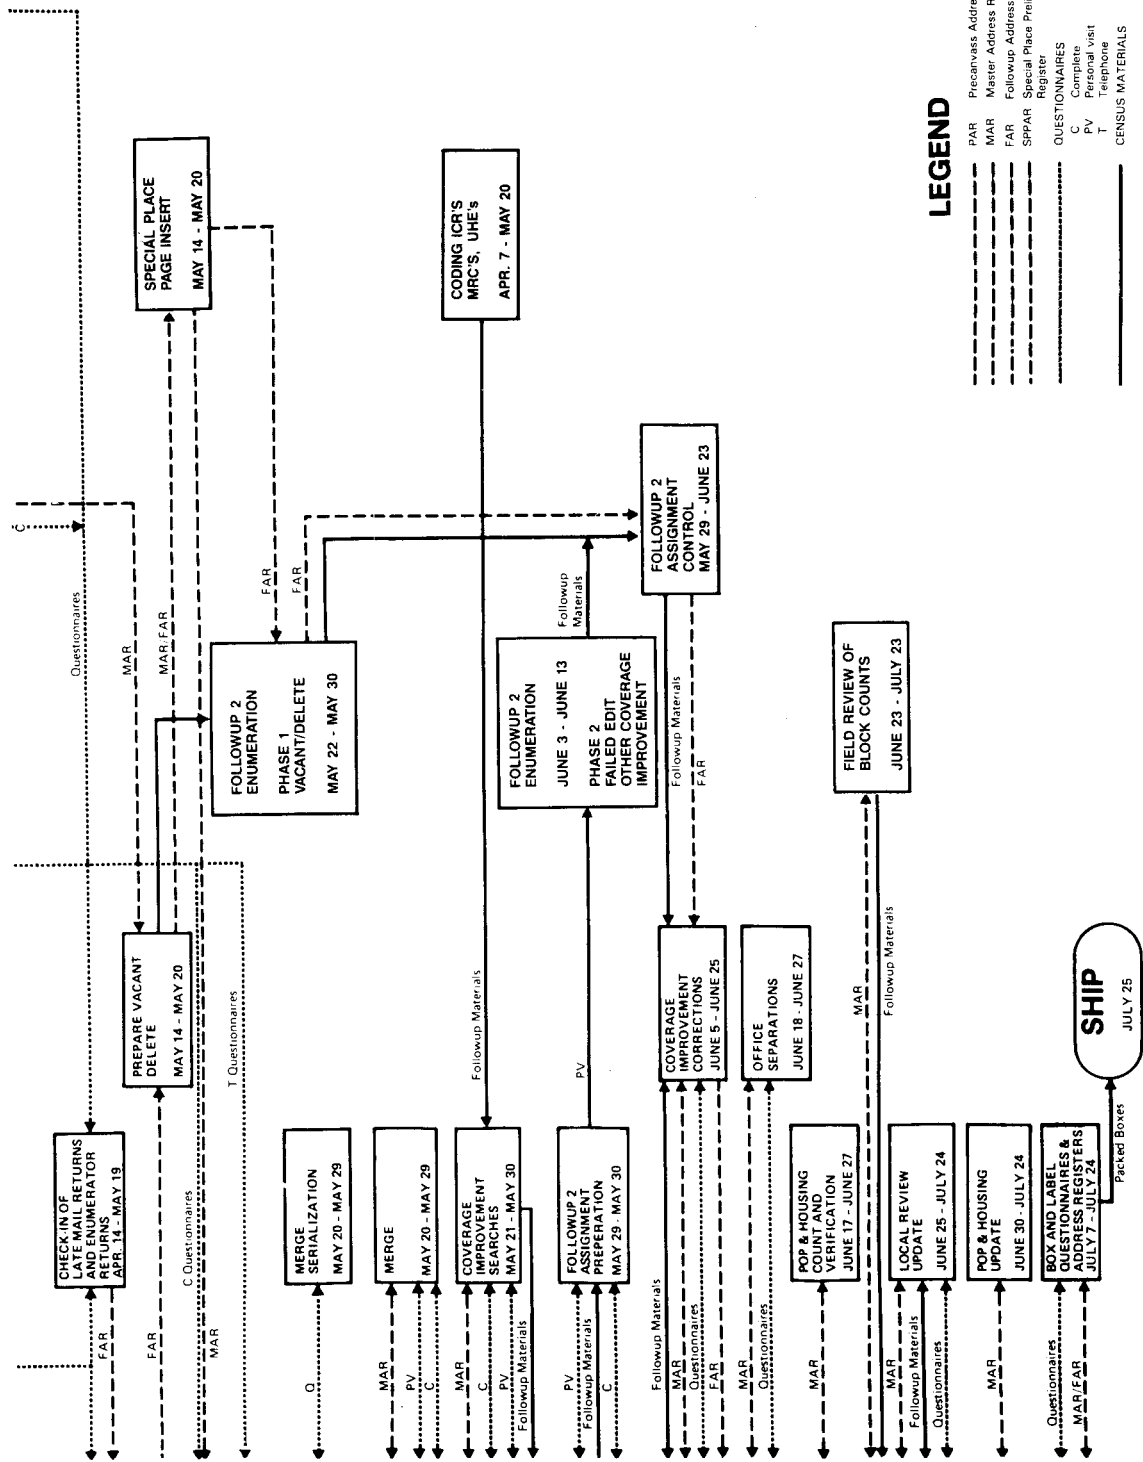 CHECK-IN OF
LATE MAIL RETURNS
AND ENUMERATOR
RETURNS
APR. 14 - MAY 19
FAR
Questionnaires
C
PREPARE VACANT
DELETE
MAY 14 - MAY 20
FAR
MAR
MAR/FAR
SPECIAL PLACE
PAGE INSERT
MAY 14 - MAY 20
C Questionnaires
MAR
T Questionnaires
FAR
FOLLOWUP 2
ENUMERATION
PHASE 1
VACANT/DELETE
MAY 22 - MAY 30
FAR
MERGE
SERIALIZATION
MAY 20 - MAY 29
Q
MERGE
MAY 20 - MAY 29
MAR
PV
C
COVERAGE
IMPROVEMENT
SEARCHES
MAY 21 - MAY 30
MAR
C
PV
Followup Materials
Followup Materials
CODING ICR'S
MRC'S, UHE's
APR. 7 - MAY 20
FOLLOWUP 2
ASSIGNMENT
PREPERATION
MAY 29 - MAY 30
PV
Followup Materials
C
PV
FOLLOWUP 2
ENUMERATION
JUNE 3 - JUNE 13
PHASE 2
FAILED EDIT
OTHER COVERAGE
IMPROVEMENT
Followup
Materials
FOLLOWUP 2
ASSIGNMENT
CONTROL
MAY 29 - JUNE 23
Followup Materials
FAR
COVERAGE
IMPROVEMENT
CORRECTIONS
JUNE 5 - JUNE 25
Followup Materials
MAR
Questionnaires
FAR
OFFICE
SEPARATIONS
JUNE 18 - JUNE 27
MAR
Questionnaires
POP & HOUSING
COUNT AND
VERIFICATION
JUNE 17 - JUNE 27
MAR
FIELD REVIEW OF
BLOCK COUNTS
JUNE 23 - JULY 23
MAR
Followup Materials
LOCAL REVIEW
UPDATE
JUNE 25 - JULY 24
MAR
Followup Materials
Questionnaires
POP & HOUSING
UPDATE
JUNE 30 - JULY 24
MAR
BOX AND LABEL
QUESTIONNAIRES &
ADDRESS REGISTERS
JULY 7 - JULY 24
Questionnaires
MAR/FAR
Packed Boxes
SHIP
JULY 25
LEGEND
PAR Precanvass
MAR Master Address
FAR Followup Address
SPPAR Special Place
Register
QUESTIONNAIRES
C Complete
PV Personal visit
T Telephone
CENSUS MATERIALS